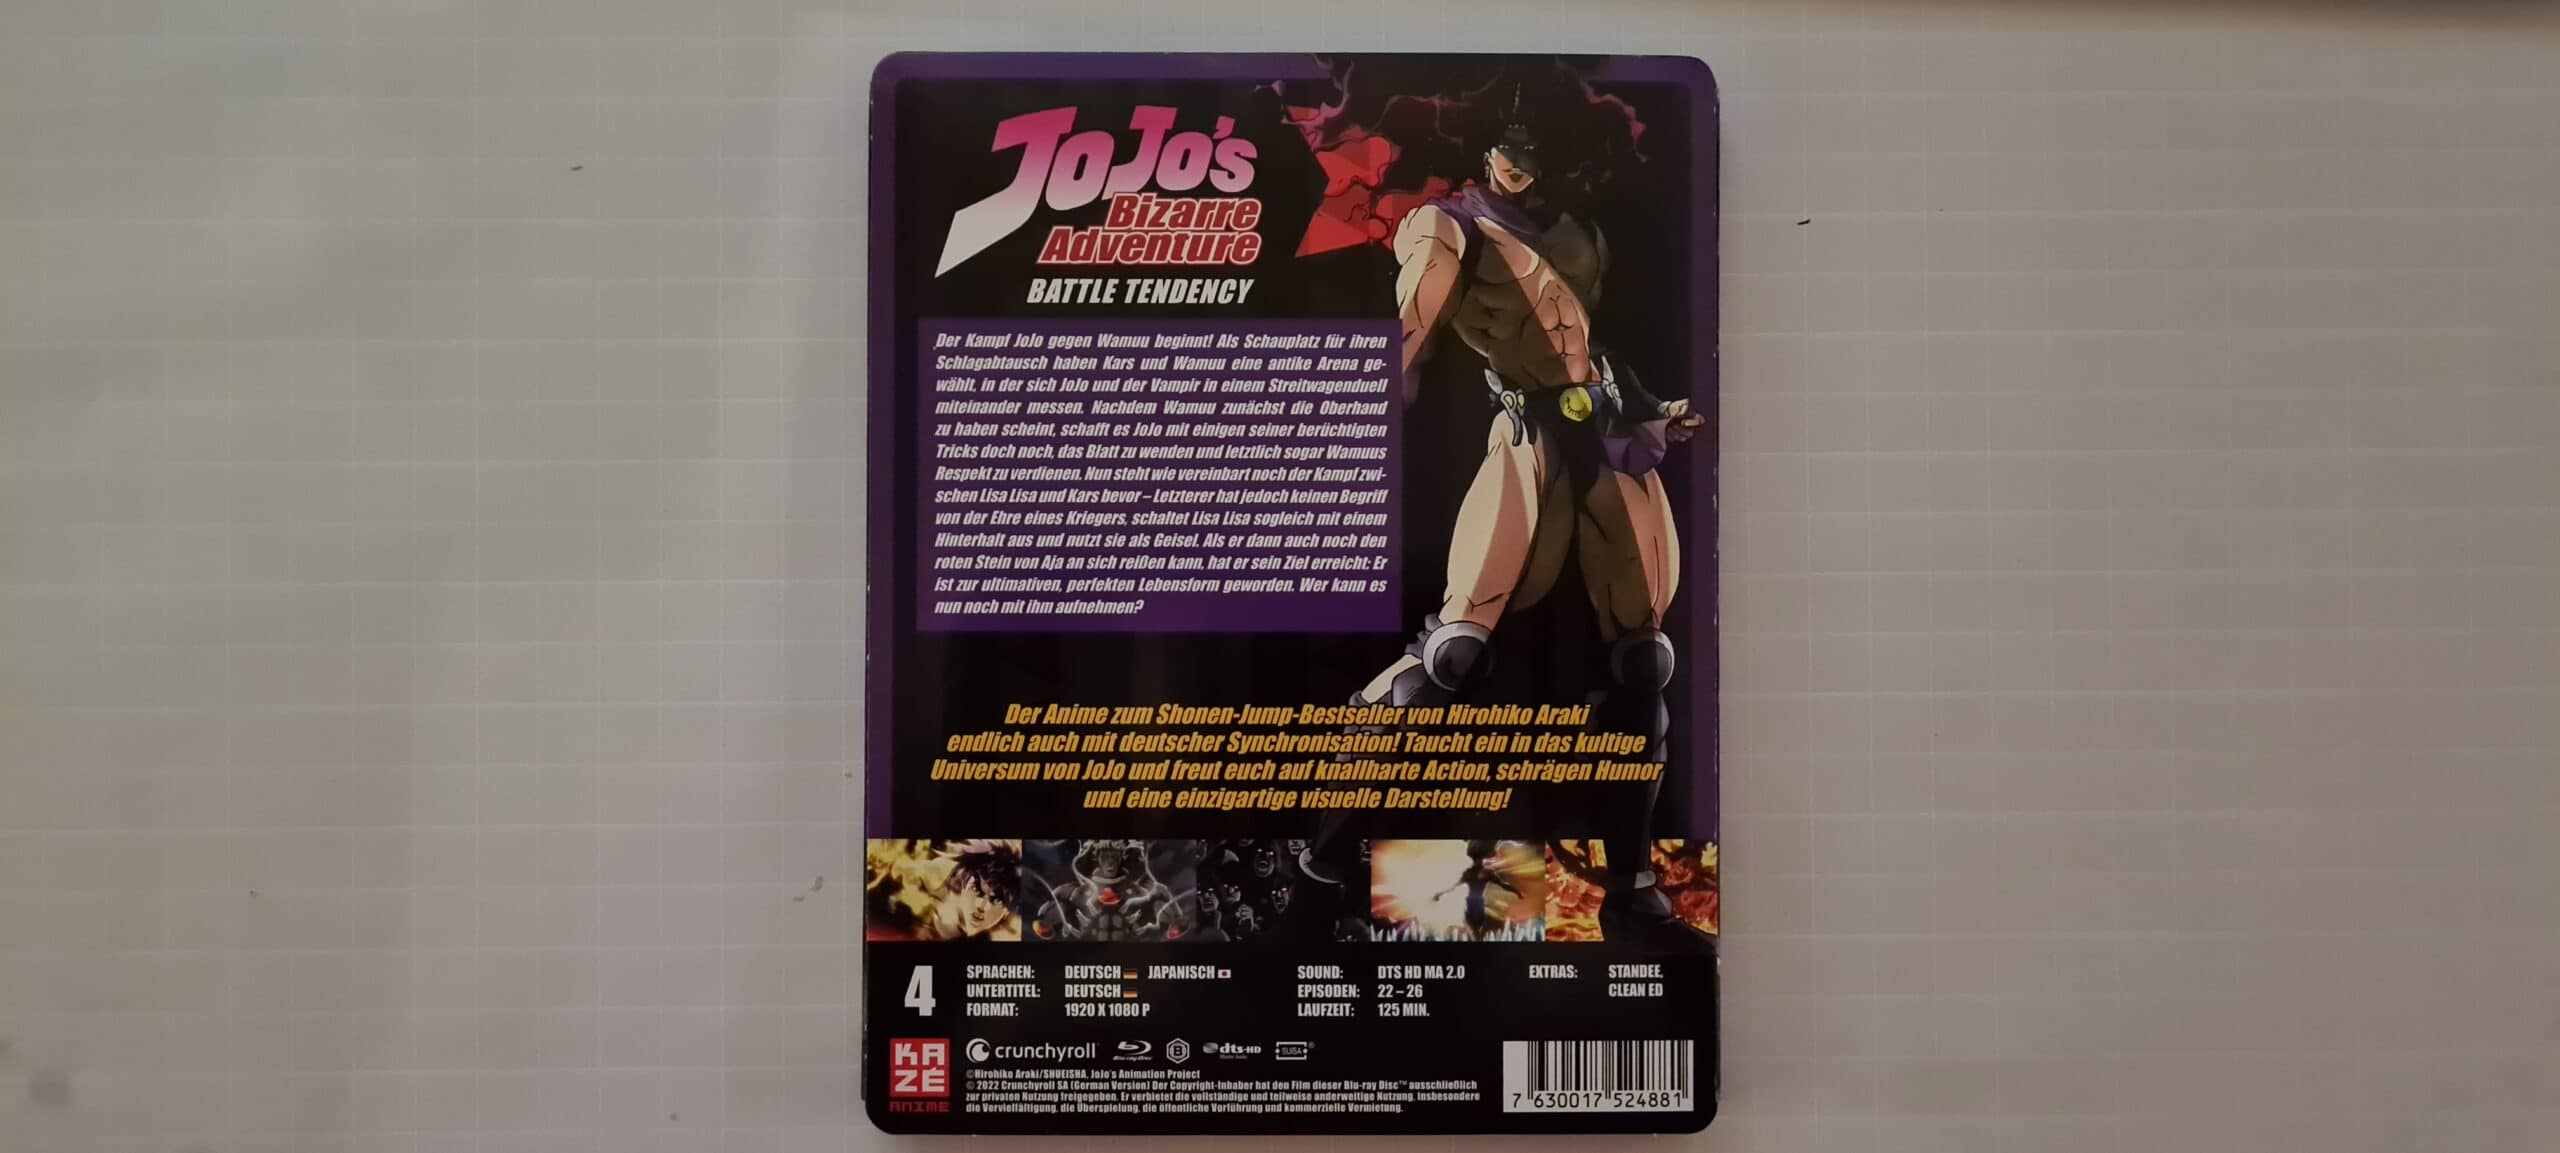 JoJo's
Bizarre
Adventure
BATTLE TENDENCY
Der Kampf JoJo gegen Wamuu beginnt! Als Schauplatz für ihren
Schlagabtausch haben Kars und Wamuu eine antike Arena ge-
wählt, in der sich JoJo und der Vampir in einem Streitwagenduell
miteinander messen. Nachdem Wamuu zunächst die Oberhand
zu haben scheint, schafft es JoJo mit einigen seiner berüchtigten
Tricks doch noch, das Blatt zu wenden und letztlich sogar Wamuus
Respekt zu verdienen. Nun steht wie vereinbart noch der Kampf zwi-
schen Lisa Lisa und Kars bevor – Letzterer hat jedoch keinen Begriff
von der Ehre eines Kriegers, schaltet Lisa Lisa sogleich mit einem
Hinterhalt aus und nutzt sie als Geisel. Als er dann auch noch den
roten Stein von Aja an sich reißen kann, hat er sein Ziel erreicht: Er
ist zur ultimativen, perfekten Lebensform geworden. Wer kann es
nun noch mit ihm aufnehmen?
Der Anime zum Shonen-Jump-Bestseller von Hirohiko Araki
endlich auch mit deutscher Synchronisation! Taucht ein in das kultige
Universum von JoJo und freut euch auf knallharte Action, schrägen Humor
und eine einzigartige visuelle Darstellung!
4
SPRACHEN: DEUTSCH JAPANISCH
UNTERTITEL: DEUTSCH
FORMAT: 1920 X 1080 P
SOUND: DTS HD MA 2.0
EPISODEN: 22 – 26
LAUFZEIT: 125 MIN.
EXTRAS: STANDEE,
CLEAN ED
KAZÉ
ANIME
crunchyroll Blu-ray Disc B dts-HD Master Audio SUISA
©Hirohiko Araki/SHUEISHA, JoJo's Animation Project
© 2022 Crunchyroll SA (German Version) Der Copyright-Inhaber hat den Film dieser Blu-ray Disc™ ausschließlich
zur privaten Nutzung freigegeben. Er verbietet die vollständige und teilweise anderweitige Nutzung, insbesondere
die Vervielfältigung, die Überspielung, die öffentliche Vorführung und kommerzielle Vermietung.
7 630017 524881